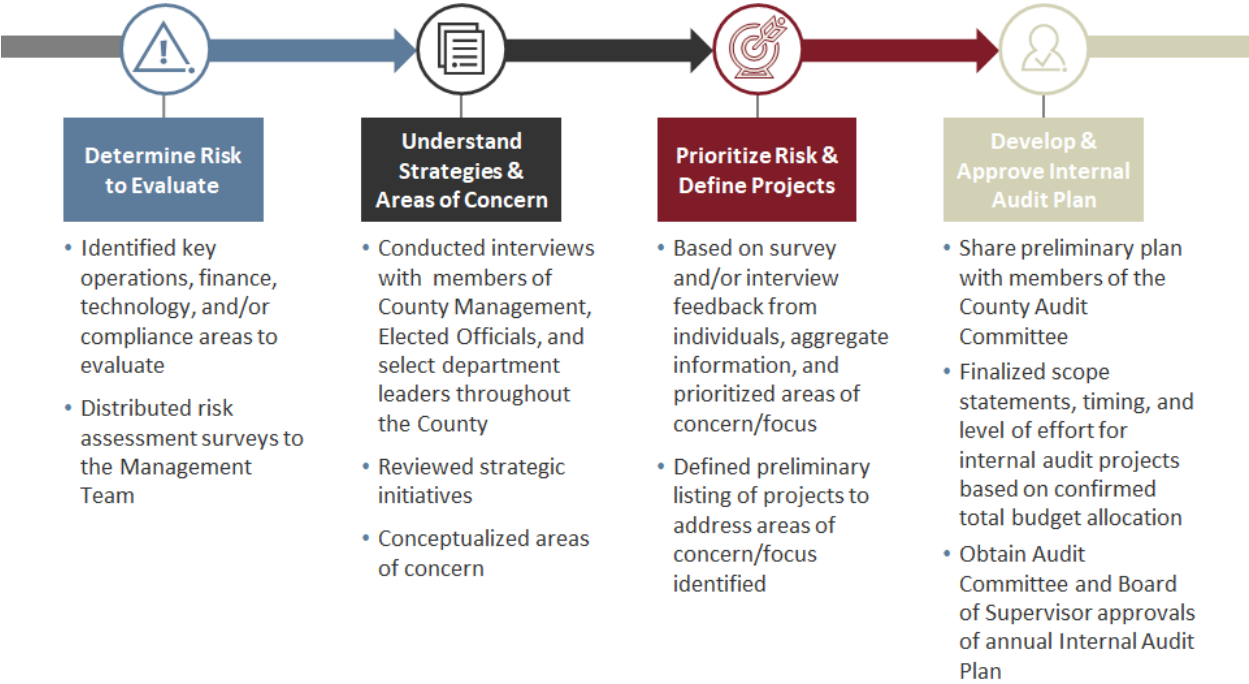 Determine Risk
to Evaluate
• Identified key
operations, finance,
technology, and/or
compliance areas to
evaluate
• Distributed risk
assessment surveys to
the Management
Team
Understand
Strategies &
Areas of Concern
• Conducted interviews
with  members of
County Management,
Elected Officials, and
select department
leaders throughout
the County
• Reviewed strategic
initiatives
• Conceptualized areas
of concern
Prioritize Risk &
Define Projects
• Based on survey
and/or interview
feedback from
individuals, aggregate
information, and
prioritized areas of
concern/focus
• Defined preliminary
listing of projects to
address areas of
concern/focus
identified
Develop &
Approve Internal
Audit Plan
• Share preliminary plan
with members of the
County Audit
Committee
• Finalized scope
statements, timing, and
level of effort for
internal audit projects
based on confirmed
total budget allocation
• Obtain Audit
Committee and Board
of Supervisor approvals
of annual Internal Audit
Plan